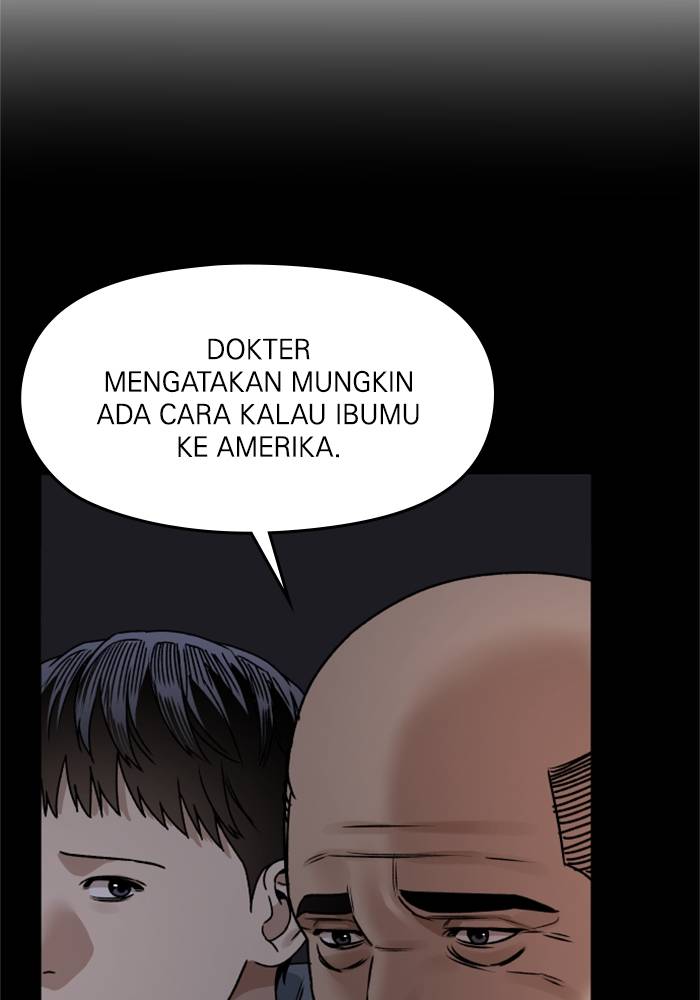 DOKTER
MENGATAKAN MUNGKIN
ADA CARA KALAU IBUMU
KE AMERIKA.